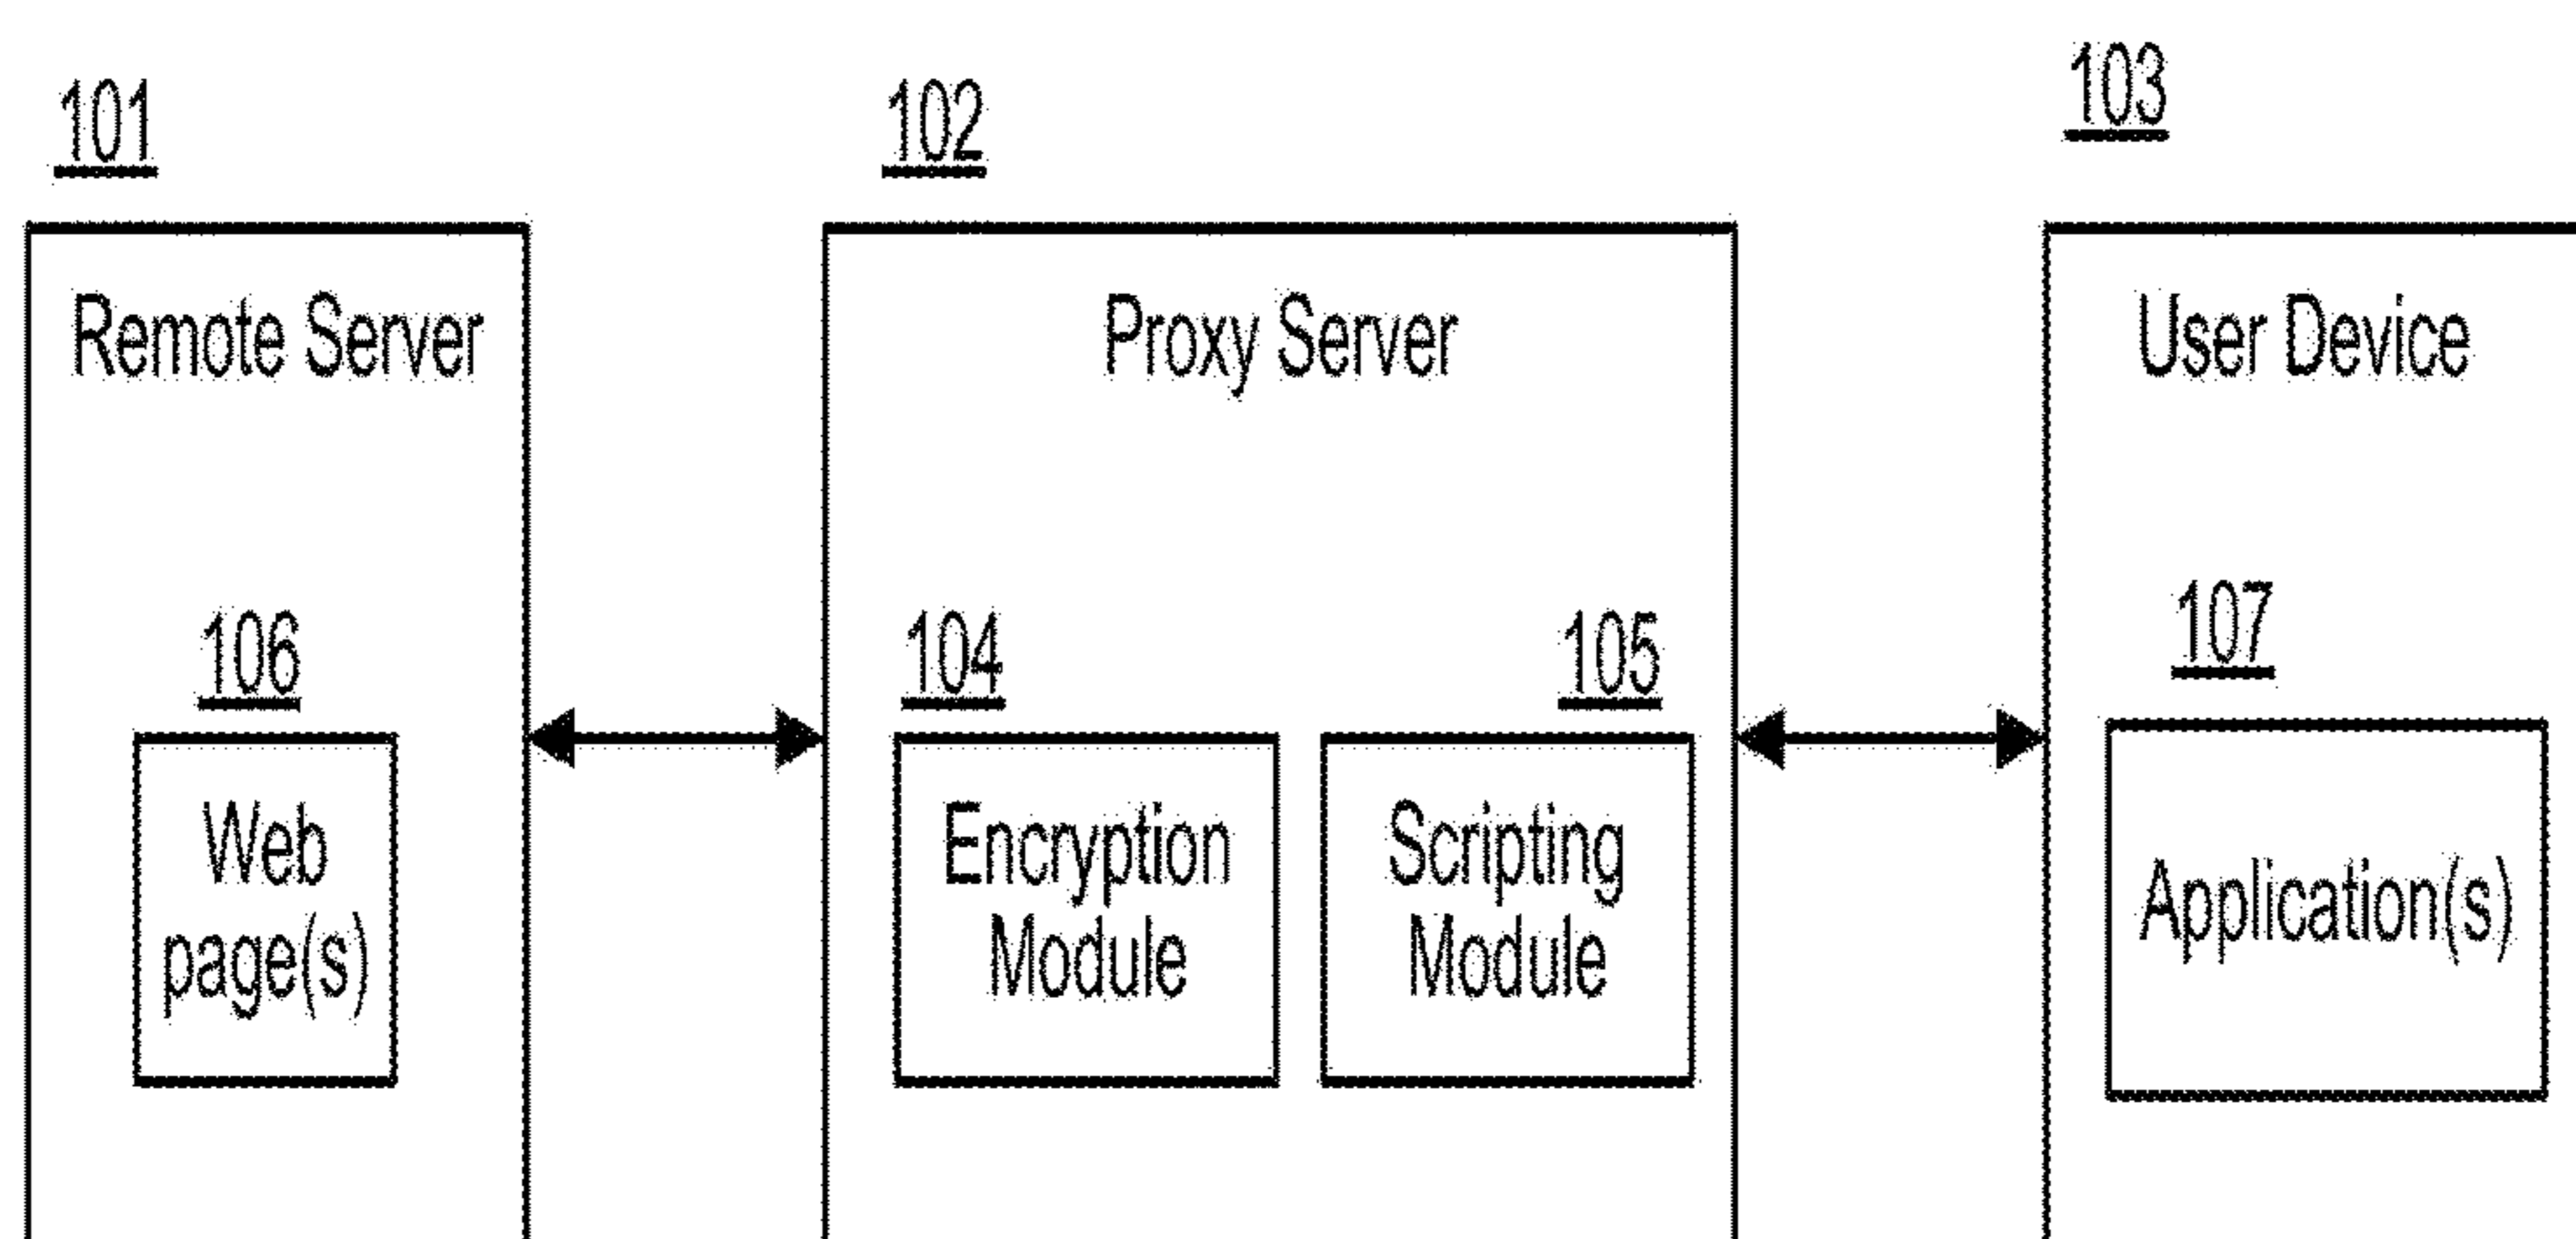 101
102
103
Remote Server
Proxy Server
User Device
106
104
105
107
Web
page(s)
Encryption
Module
Scripting
Module
Application(s)